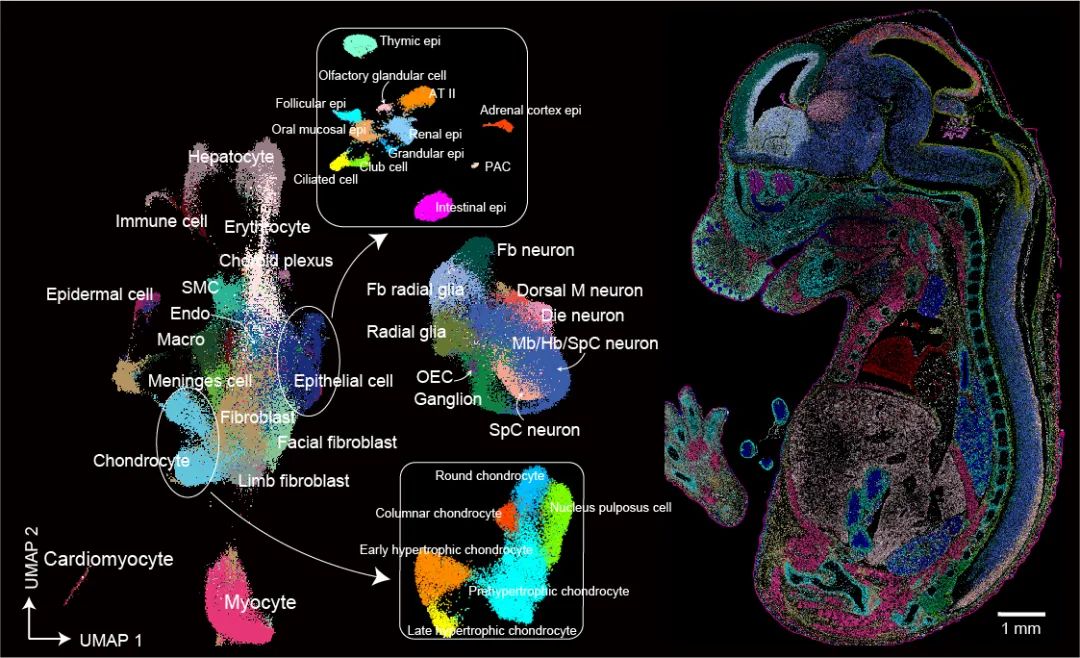 Thymic epi
Olfactory glandular cell
AT II
Follicular epi
Adrenal cortex epi
Oral mucosal epi
Renal epi
Grandular epi
Club cell
PAC
Ciliated cell
Intestinal epi
Hepatocyte
Immune cell
Erythrocyte
Choroid plexus
SMC
Epidermal cell
Endo
Macro
Meninges cell
Epithelial cell
Fibroblast
Facial fibroblast
Chondrocyte
Limb fibroblast
Fb neuron
Fb radial glia
Dorsal M neuron
Die neuron
Radial glia
Mb/Hb/SpC neuron
OEC
Ganglion
SpC neuron
Round chondrocyte
Nucleus pulposus cell
Columnar chondrocyte
Early hypertrophic chondrocyte
Prehypertrophic chondrocyte
Late hypertrophic chondrocyte
Cardiomyocyte
Myocyte
UMAP 2
UMAP 1
1 mm